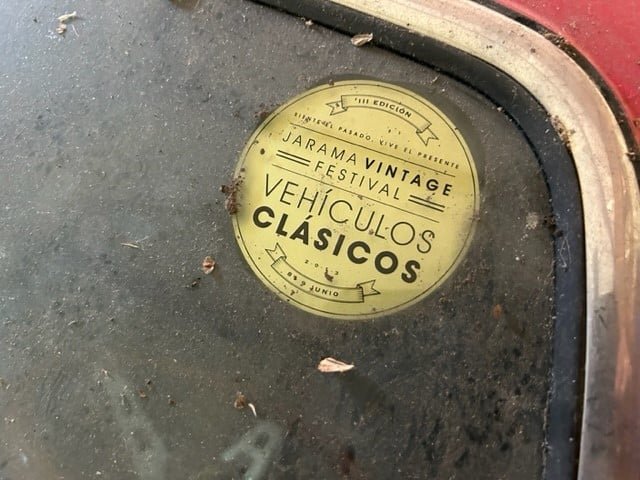 'III EDICIÓN
SIENTE EL PASADO, VIVE EL PRESENTE
JARAMA VINTAGE
FESTIVAL
VEHÍCULOS
CLÁSICOS
JUNIO